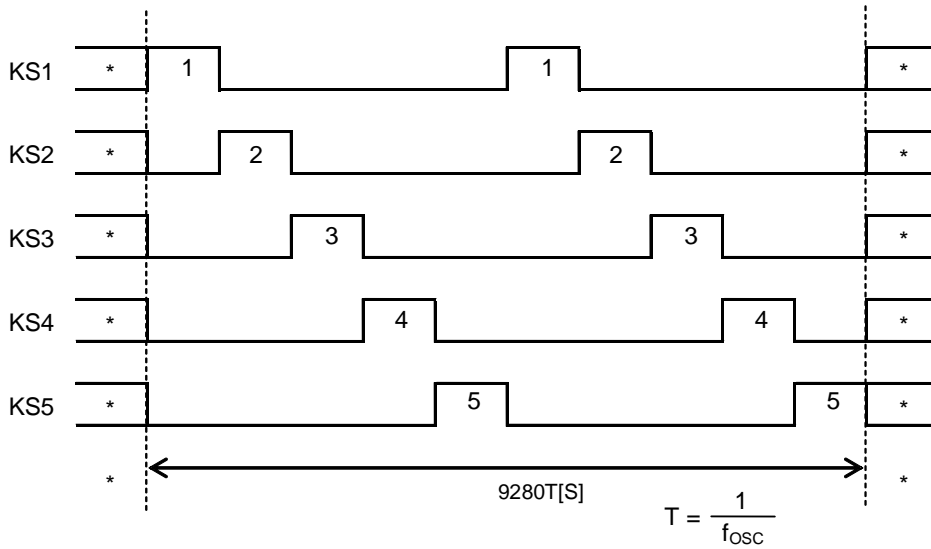 KS1 * 1 1 *
KS2 * 2 2 *
KS3 * 3 3 *
KS4 * 4 4 *
KS5 * 5 5 *
* 9280T[S] *
T = 1 / fOSC